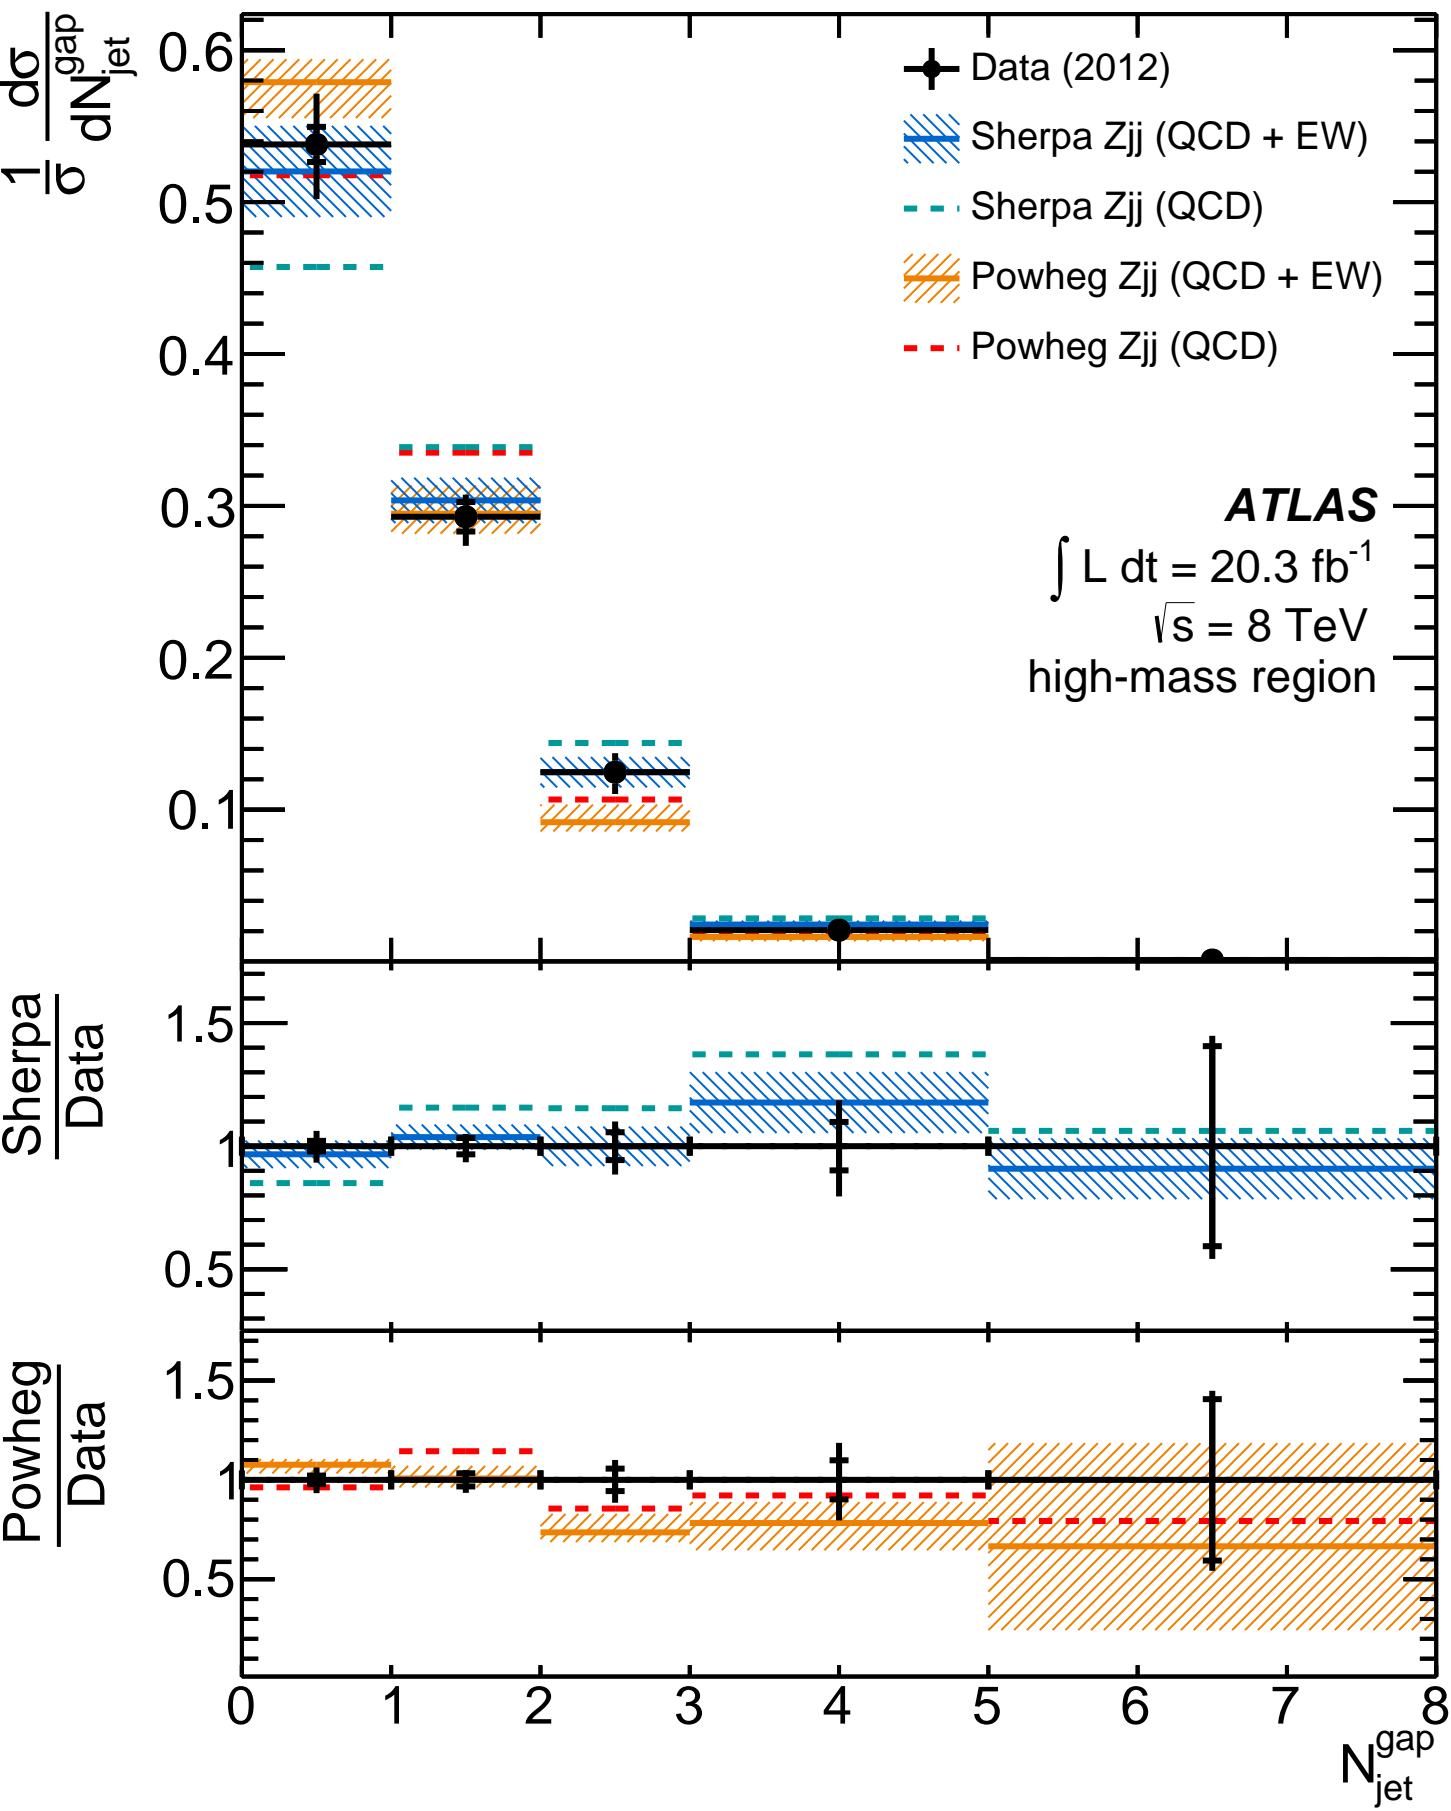 1/σ dσ/dN_jet^gap
0.6
0.5
0.4
0.3
0.2
0.1
Data (2012)
Sherpa Zjj (QCD + EW)
Sherpa Zjj (QCD)
Powheg Zjj (QCD + EW)
Powheg Zjj (QCD)
ATLAS
∫ L dt = 20.3 fb⁻¹
√s = 8 TeV
high-mass region
Sherpa
Data
1.5
1
0.5
Powheg
Data
1.5
1
0.5
0 1 2 3 4 5 6 7 8
N_jet^gap